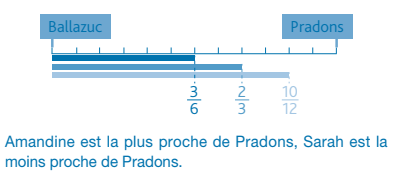 Ballazuc Pradons
3/6 2/3 10/12
Amandine est la plus proche de Pradons, Sarah est la
moins proche de Pradons.